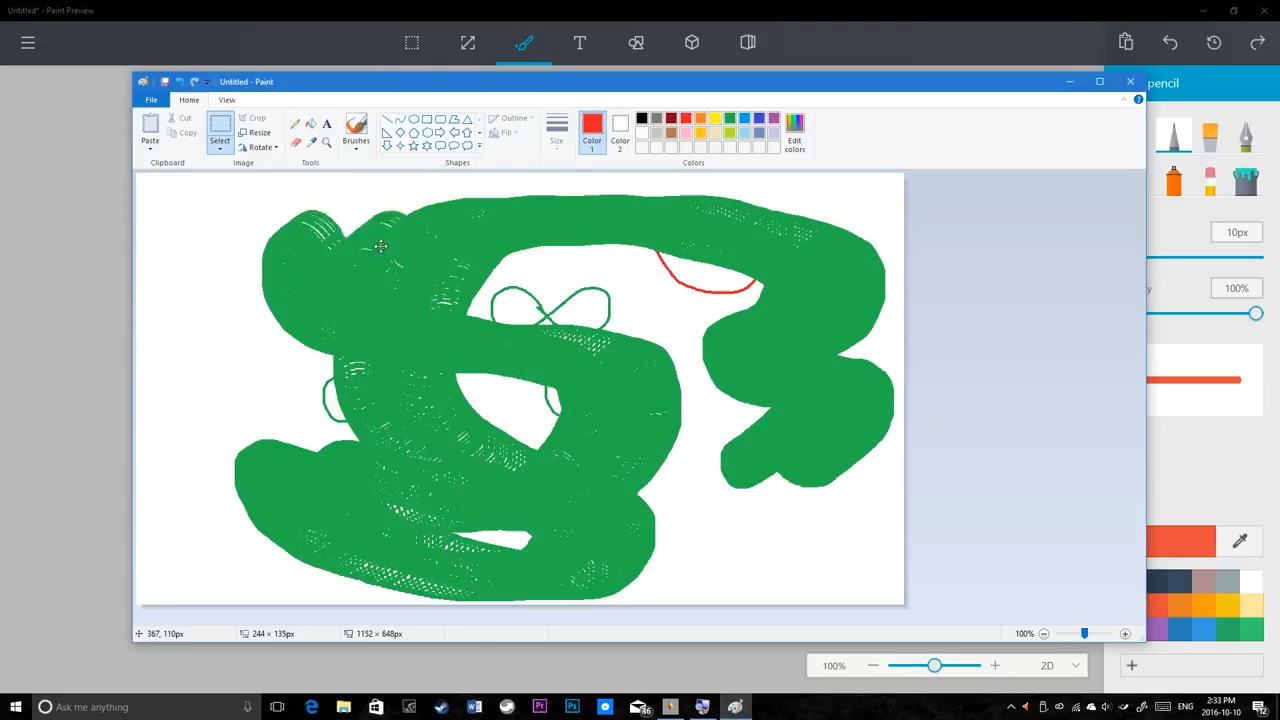 Untitled* - Paint Preview
pencil
Untitled - Paint
File Home View
Paste Cut Copy Clipboard
Select Crop Resize Rotate Image
Tools
Brushes
Outline Fill Shapes
Size
Color 1
Color 2
Edit colors
Colors
10px
100%
367, 110px 244 × 135px 1152 × 648px 100%
100% 2D
Ask me anything
ENG 2:33 PM
2016-10-10